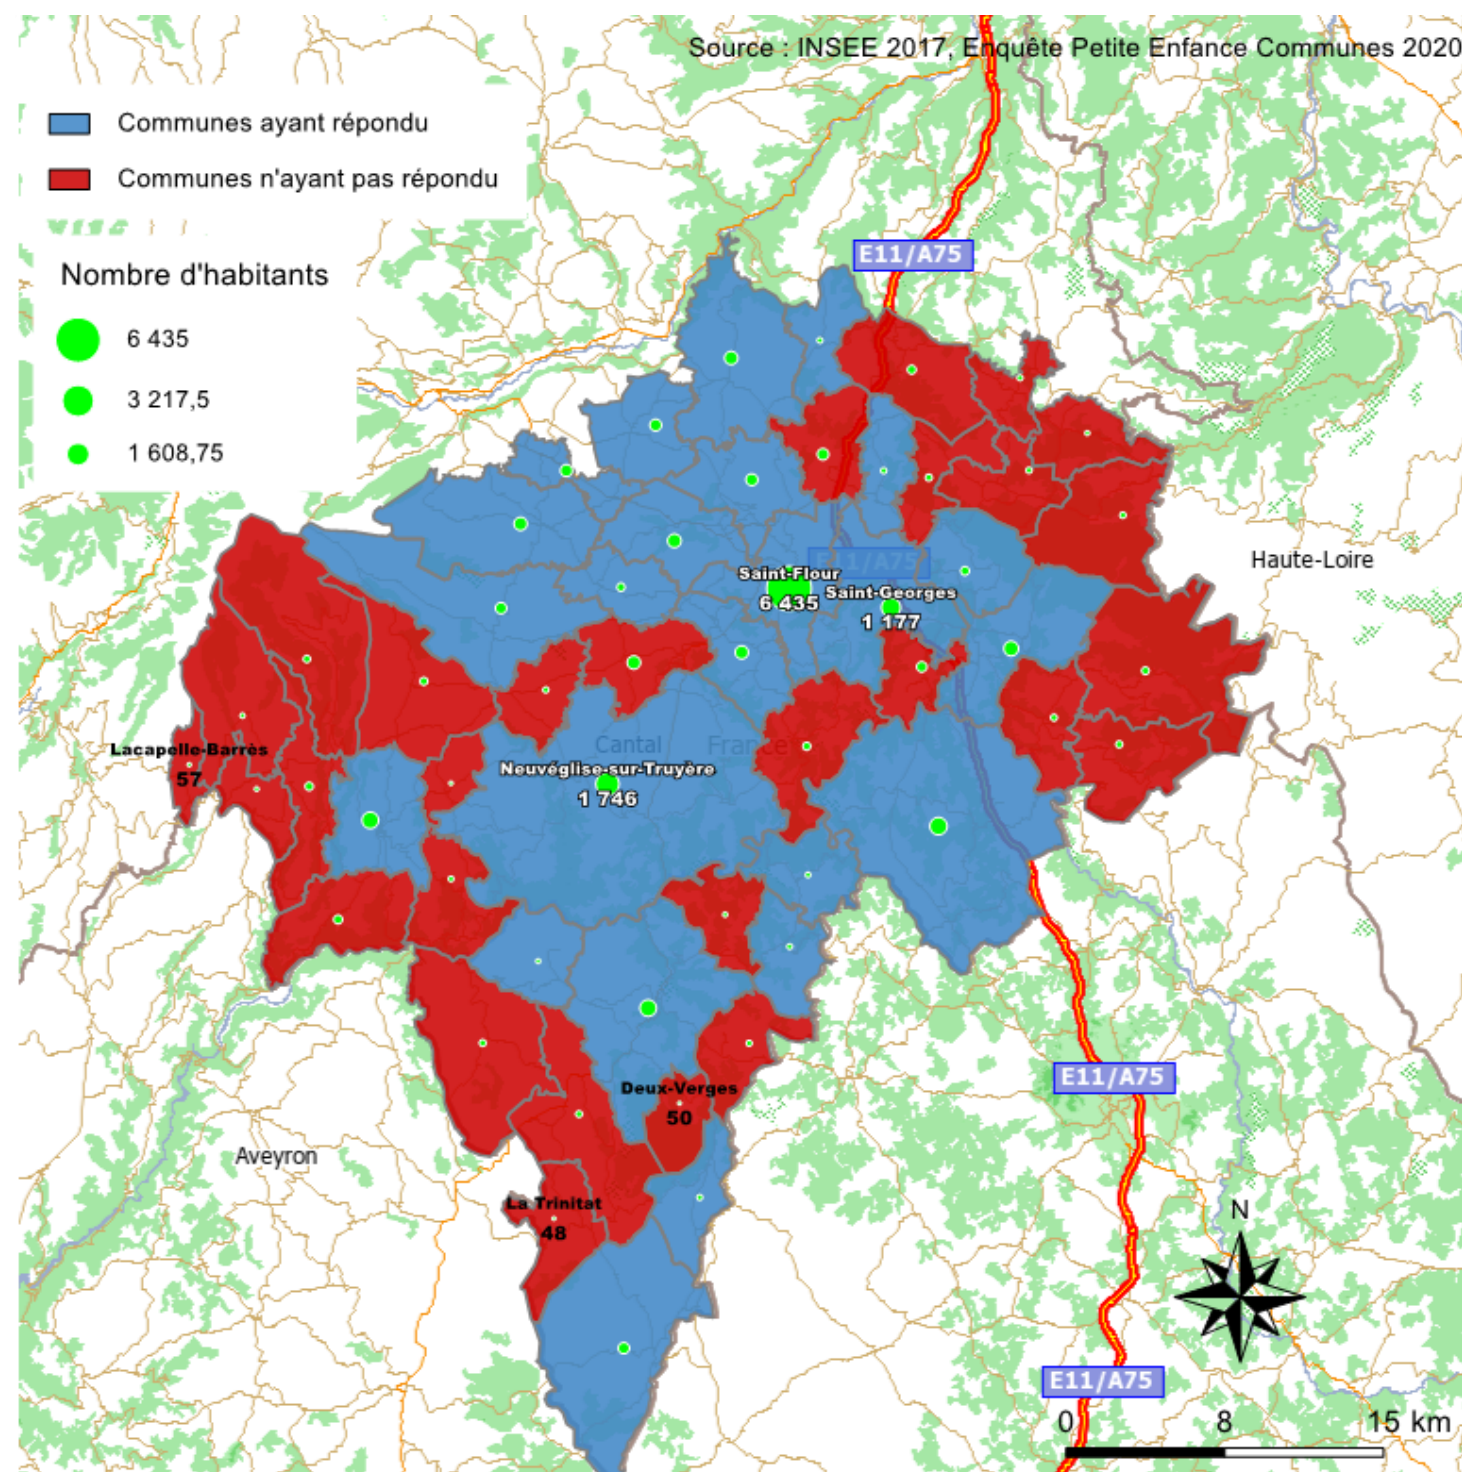 Source : INSEE 2017, Enquête Petite Enfance Communes 2020
Communes ayant répondu
Communes n'ayant pas répondu
Nombre d'habitants
6 435
3 217,5
1 608,75
E11/A75
E11/A75
Haute-Loire
Saint-Flour
6 435
Saint-Georges
1 177
Cantal
France
Lacapelle-Barrès
57
Neuvéglise-sur-Truyère
1 746
E11/A75
Deux-Verges
50
Aveyron
La Trinitat
48
N
E11/A75
0 8 15 km